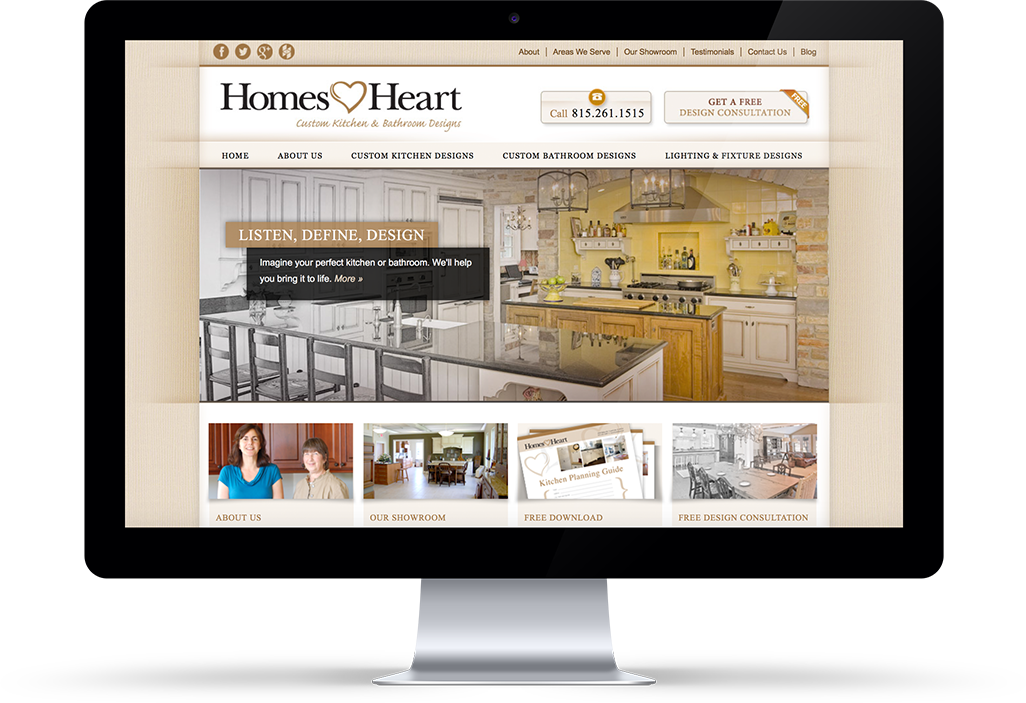 About | Areas We Serve | Our Showroom | Testimonials | Contact Us | Blog
Homes Heart
Custom Kitchen & Bathroom Designs
Call 815.261.1515
GET A FREE
DESIGN CONSULTATION
FREE
HOME ABOUT US CUSTOM KITCHEN DESIGNS CUSTOM BATHROOM DESIGNS LIGHTING & FIXTURE DESIGNS
LISTEN, DEFINE, DESIGN
Imagine your perfect kitchen or bathroom. We'll help
you bring it to life. More »
Homes Heart
Kitchen Planning Guide
ABOUT US
OUR SHOWROOM
FREE DOWNLOAD
FREE DESIGN CONSULTATION